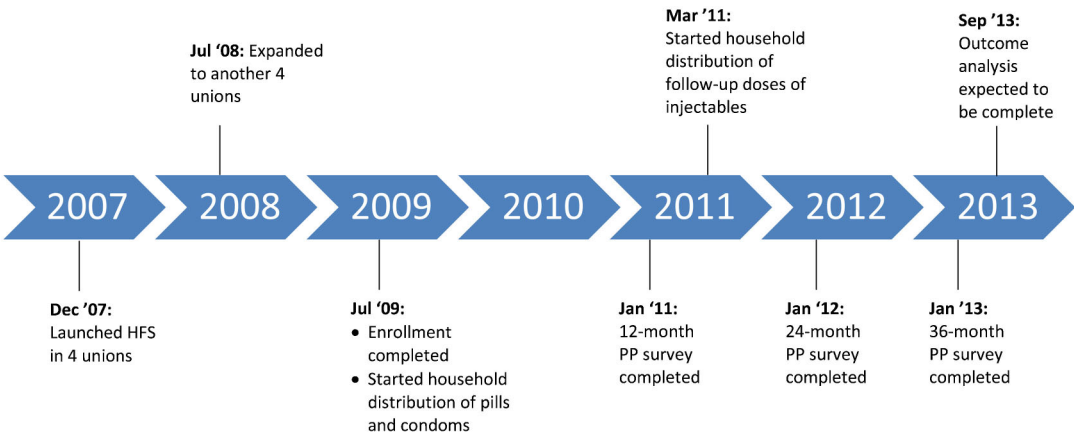 Jul ‘08: Expanded
to another 4
unions
Mar ’11:
Started household
distribution of
follow-up doses of
injectables
Sep ’13:
Outcome
analysis
expected to
be complete
2007
2008
2009
2010
2011
2012
2013
Dec ’07:
Launched HFS
in 4 unions
Jul ‘09:
• Enrollment
completed
• Started household
distribution of pills
and condoms
Jan ‘11:
12-month
PP survey
completed
Jan ‘12:
24-month
PP survey
completed
Jan ’13:
36-month
PP survey
completed